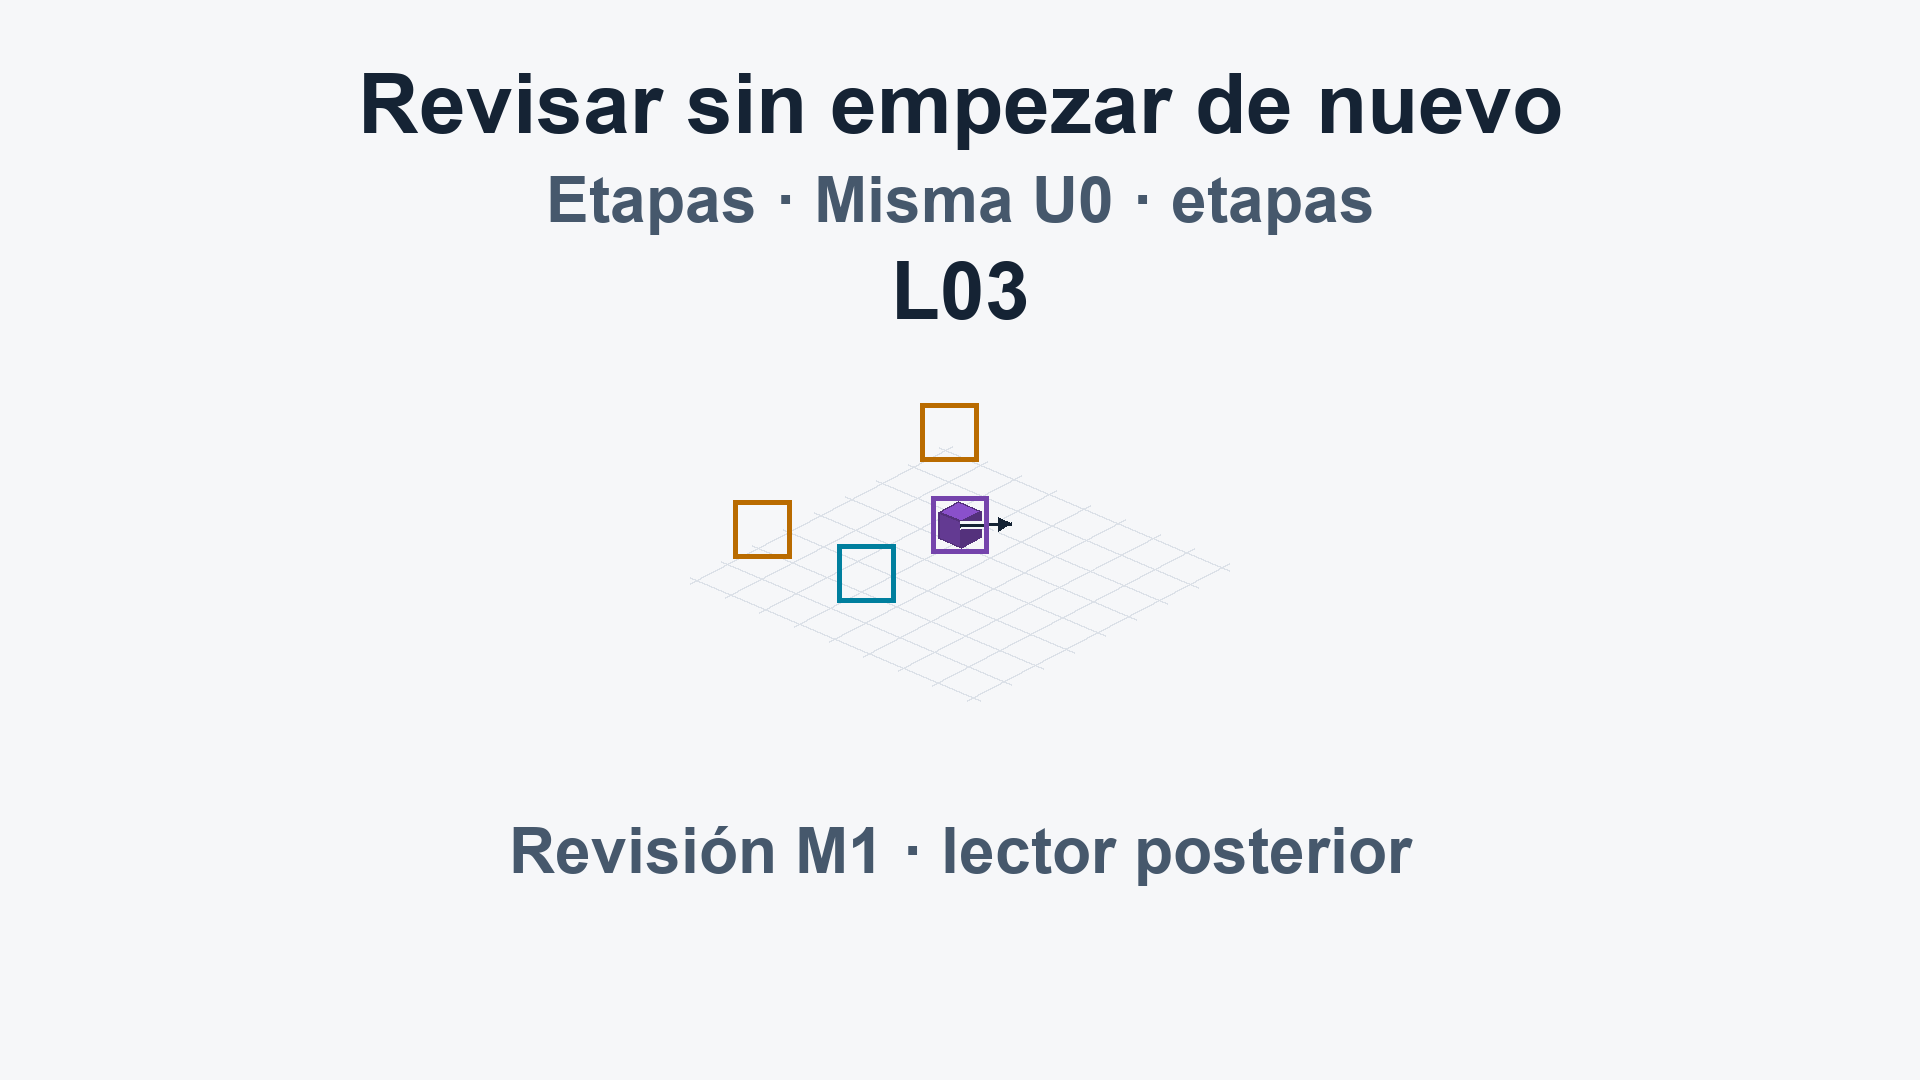 Revisar sin empezar de nuevo
Etapas · Misma U0 · etapas
L03
Revisión M1 · lector posterior